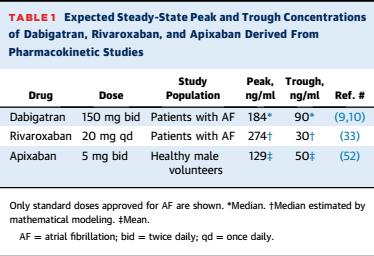 TABLE 1 Expected Steady-State Peak and Trough Concentrations
of Dabigatran, Rivaroxaban, and Apixaban Derived From
Pharmacokinetic Studies
Drug Dose Study Population Peak, ng/ml Trough, ng/ml Ref. #
Dabigatran 150 mg bid Patients with AF 184* 90* (9,10)
Rivaroxaban 20 mg qd Patients with AF 274† 30† (33)
Apixaban 5 mg bid Healthy male volunteers 129‡ 50‡ (52)
Only standard doses approved for AF are shown. *Median. †Median estimated by
mathematical modeling. ‡Mean.
AF = atrial fibrillation; bid = twice daily; qd = once daily.